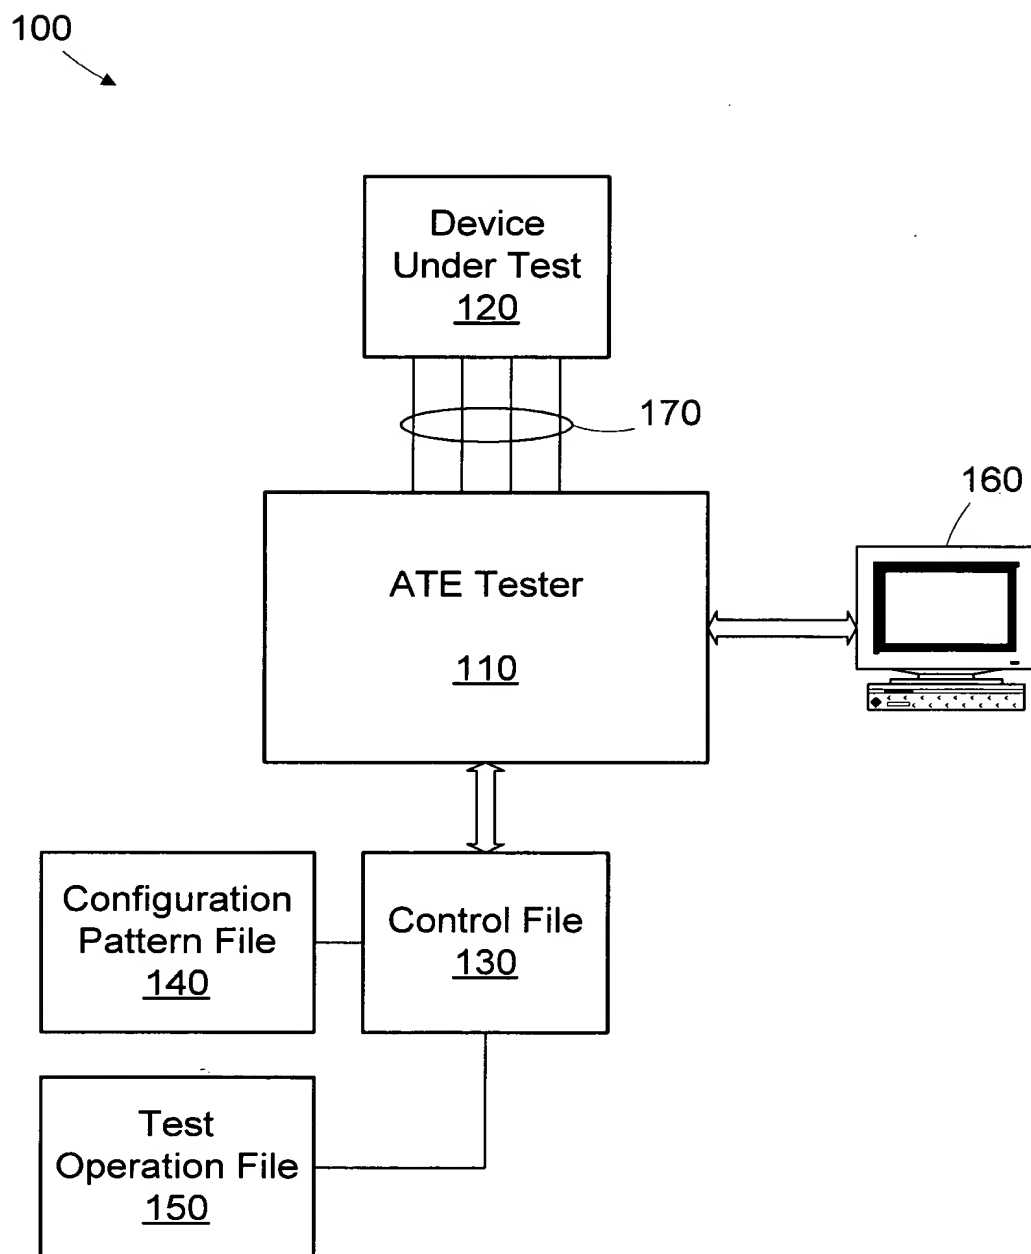 100
Device
Under Test
120
170
160
ATE Tester
110
Configuration
Pattern File
140
Control File
130
Test
Operation File
150